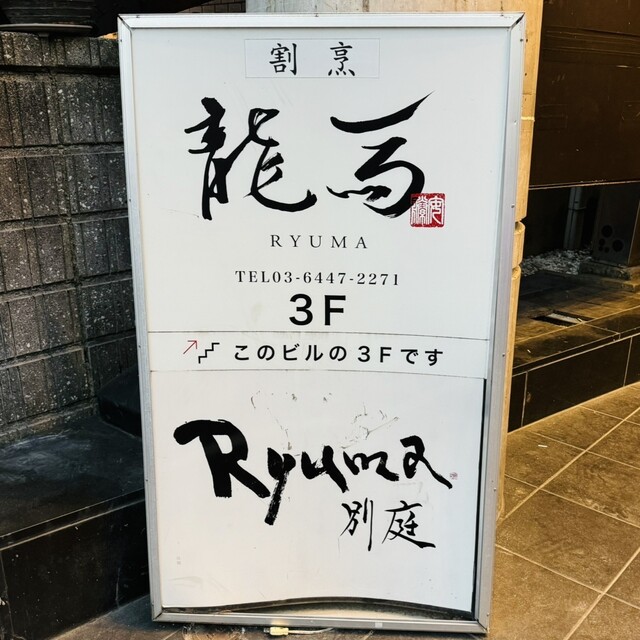 割烹
龍馬
RYUMA
TEL03-6447-2271
3F
このビルの3Fです
Ryuma
別庭